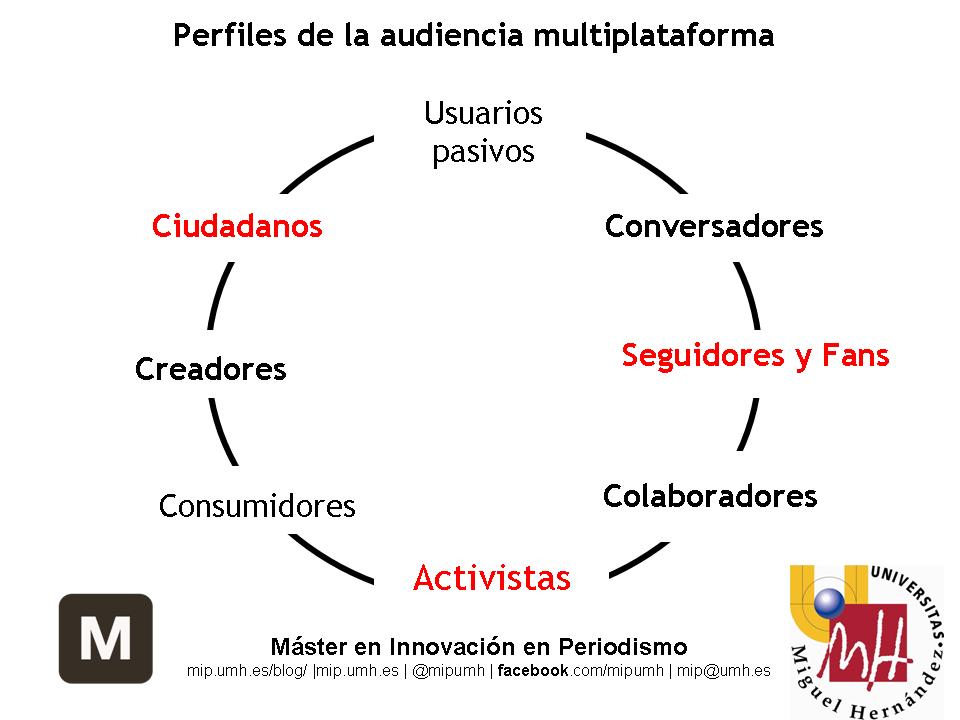 Perfiles de la audiencia multiplataforma
Usuarios
pasivos
Ciudadanos
Conversadores
Creadores
Seguidores y Fans
Consumidores
Colaboradores
Activistas
M
Máster en Innovación en Periodismo
mip.umh.es/blog/ |mip.umh.es | @mipumh | facebook.com/mipumh | mip@umh.es
UNIVERSITAS
MH
Miguel Hernández